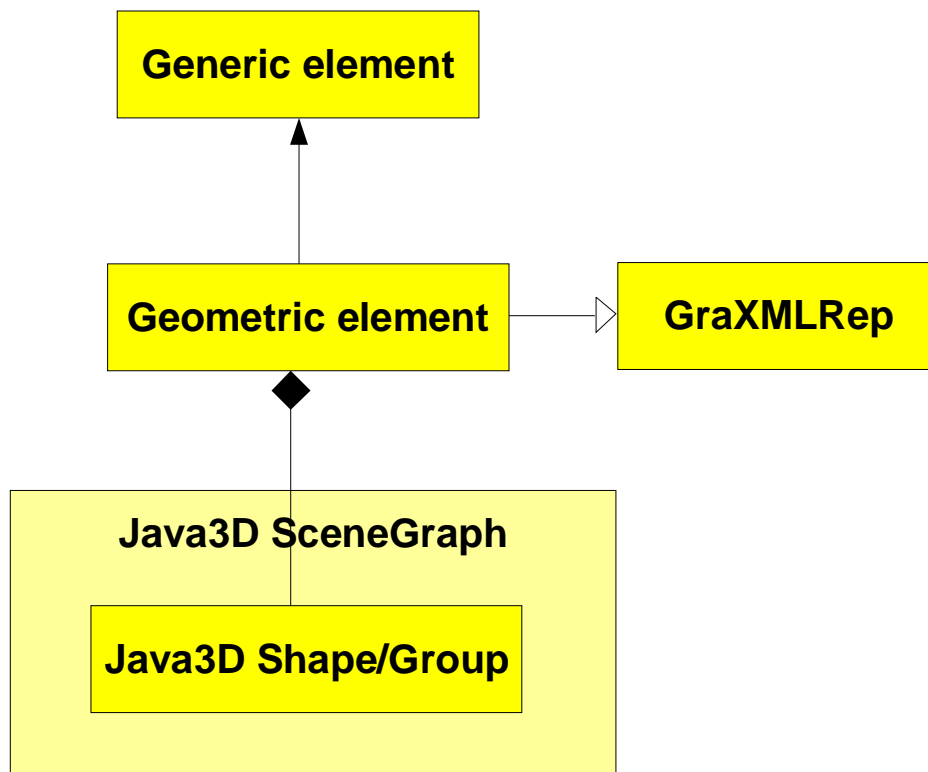 Generic element
Geometric element
GraXMLRep
Java3D SceneGraph
Java3D Shape/Group